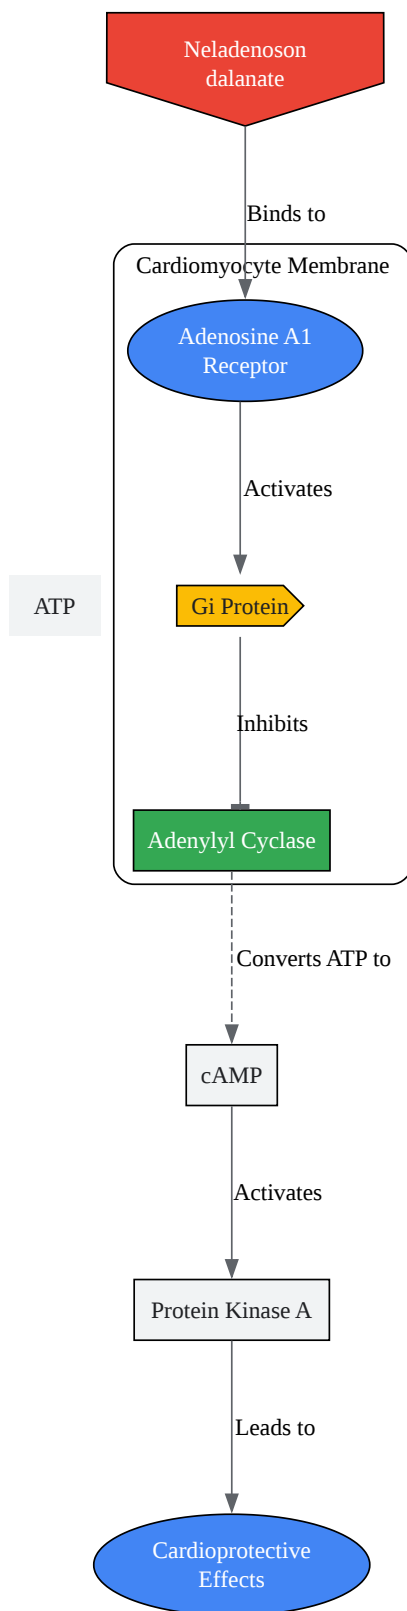 Neladenoson
dalanate
Binds to
Cardiomyocyte Membrane
Adenosine A1
Receptor
Activates
ATP
Gi Protein
Inhibits
Adenylyl Cyclase
Converts ATP to
cAMP
Activates
Protein Kinase A
Leads to
Cardioprotective
Effects